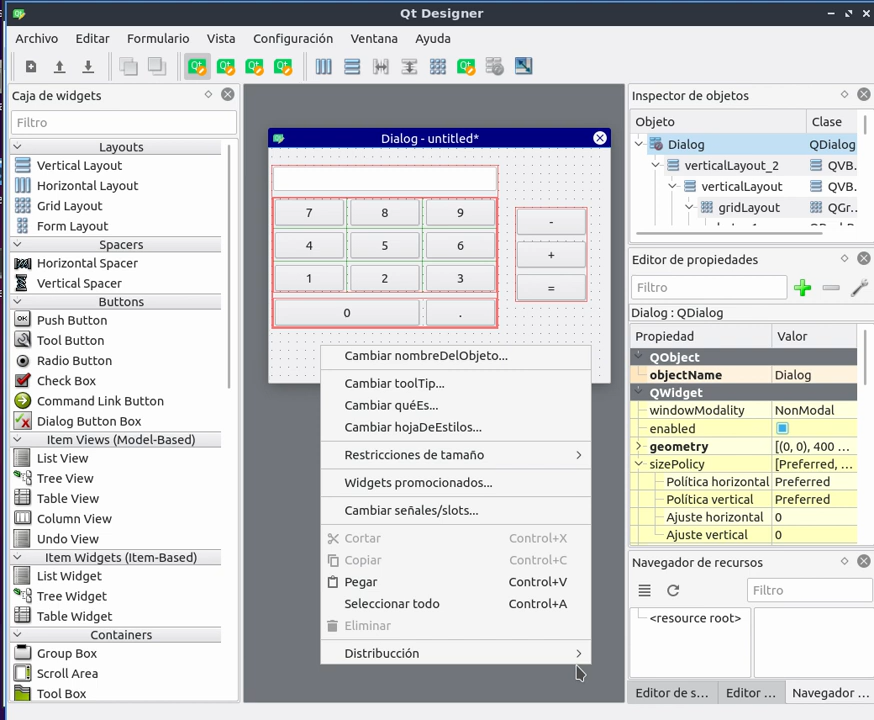 Qt Designer
Archivo Editar Formulario Vista Configuración Ventana Ayuda
Caja de widgets
Filtro
Layouts
Vertical Layout
Horizontal Layout
Grid Layout
Form Layout
Spacers
Horizontal Spacer
Vertical Spacer
Buttons
Push Button
Tool Button
Radio Button
Check Box
Command Link Button
Dialog Button Box
Item Views (Model-Based)
List View
Tree View
Table View
Column View
Undo View
Item Widgets (Item-Based)
List Widget
Tree Widget
Table Widget
Containers
Group Box
Scroll Area
Tool Box
Dialog - untitled*
7 8 9 -
4 5 6 +
1 2 3 =
0 .
Cambiar nombreDelObjeto...
Cambiar toolTip...
Cambiar quéEs...
Cambiar hojaDeEstilos...
Restricciones de tamaño
Widgets promocionados...
Cambiar señales/slots...
Cortar Control+X
Copiar Control+C
Pegar Control+V
Seleccionar todo Control+A
Eliminar
Distribución
Inspector de objetos
Objeto Clase
Dialog QDialog
verticalLayout_2 QVB...
verticalLayout QVB...
gridLayout QGr...
Editor de propiedades
Filtro
Dialog : QDialog
Propiedad Valor
QObject
objectName Dialog
QWidget
windowModality NonModal
enabled
geometry [(0, 0), 400 ...
sizePolicy [Preferred, ...
Política horizontal Preferred
Política vertical Preferred
Ajuste horizontal 0
Ajuste vertical 0
Navegador de recursos
Filtro
<resource root>
Editor de s... Editor ... Navegador ...